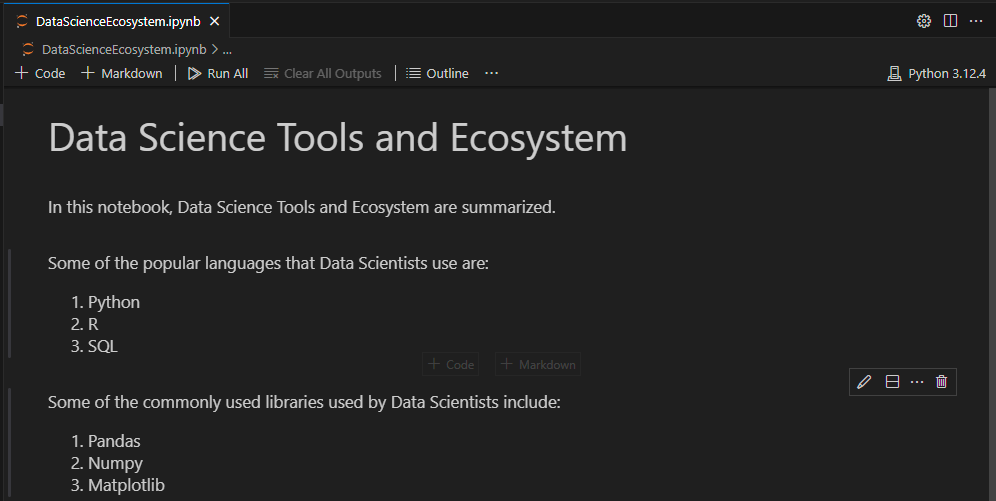 DataScienceEcosystem.ipynb
DataScienceEcosystem.ipynb > ...
Code Markdown Run All Clear All Outputs Outline ... Python 3.12.4
Data Science Tools and Ecosystem
In this notebook, Data Science Tools and Ecosystem are summarized.
Some of the popular languages that Data Scientists use are:
1. Python
2. R
3. SQL
Code Markdown
Some of the commonly used libraries used by Data Scientists include:
1. Pandas
2. Numpy
3. Matplotlib